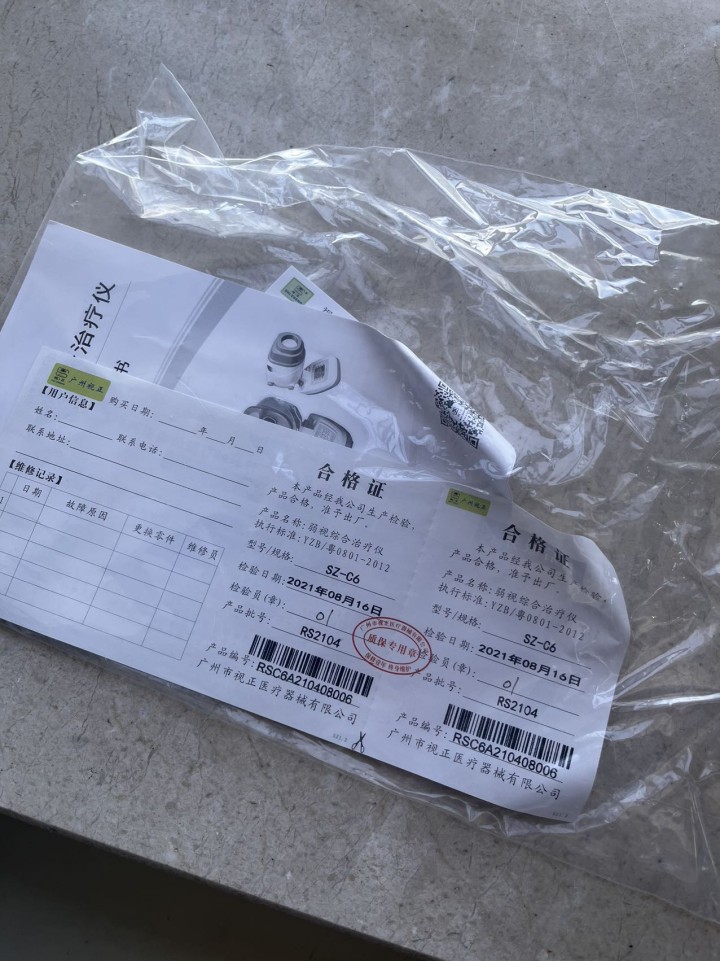 治疗仪
书
广州视正
【用户信息】
购买日期:____年__月__日
姓名:______ 联系电话:______
联系地址:______
【维修记录】
日期 故障原因 更换零件 维修员
合格证
本产品经我公司生产检验,
产品合格,准予出厂。
产品名称:弱视综合治疗仪
执行标准:YZB/粤0801-2012
型号/规格: SZ-C6
检验日期:2021年08月16日
检验员(章): 01
产品批号: RS2104
产品编号: RSC6A210408006
广州市视正医疗器械有限公司
质保专用章
广州视正
合格证
本产品经我公司生产检验,
产品合格,准予出厂。
产品名称:弱视综合治疗仪
执行标准:YZB/粤0801-2012
型号/规格: SZ-C6
检验日期: 2021年08月16日
检验员(章): 01
产品批号: RS2104
产品编号: RSC6A210408006
广州市视正医疗器械有限公司